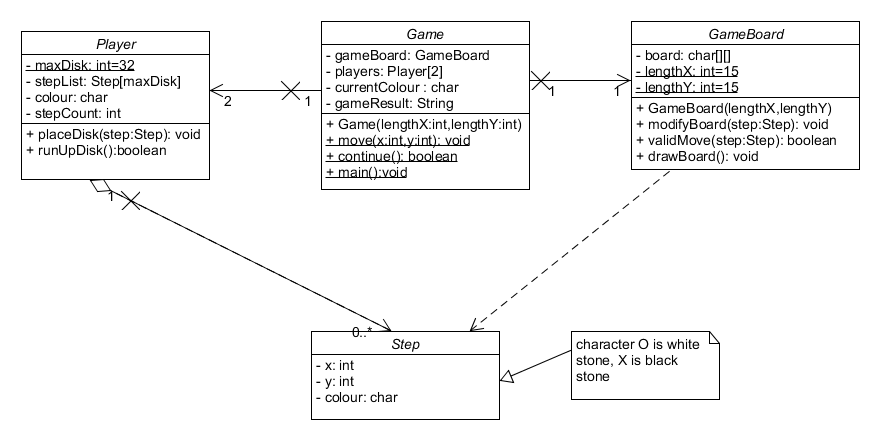 Player
- maxDisk: int=32
- stepList: Step[maxDisk]
- colour: char
- stepCount: int
+ placeDisk(step:Step): void
+ runUpDisk():boolean
2
1
Game
- gameBoard: GameBoard
- players: Player[2]
- currentColour : char
- gameResult: String
+ Game(lengthX:int,lengthY:int)
+ move(x:int,y:int): void
+ continue(): boolean
+ main():void
1
1
GameBoard
- board: char[][]
- lengthX: int=15
- lengthY: int=15
+ GameBoard(lengthX,lengthY)
+ modifyBoard(step:Step): void
+ validMove(step:Step): boolean
+ drawBoard(): void
1
0..*
Step
- x: int
- y: int
- colour: char
character O is white
stone, X is black
stone